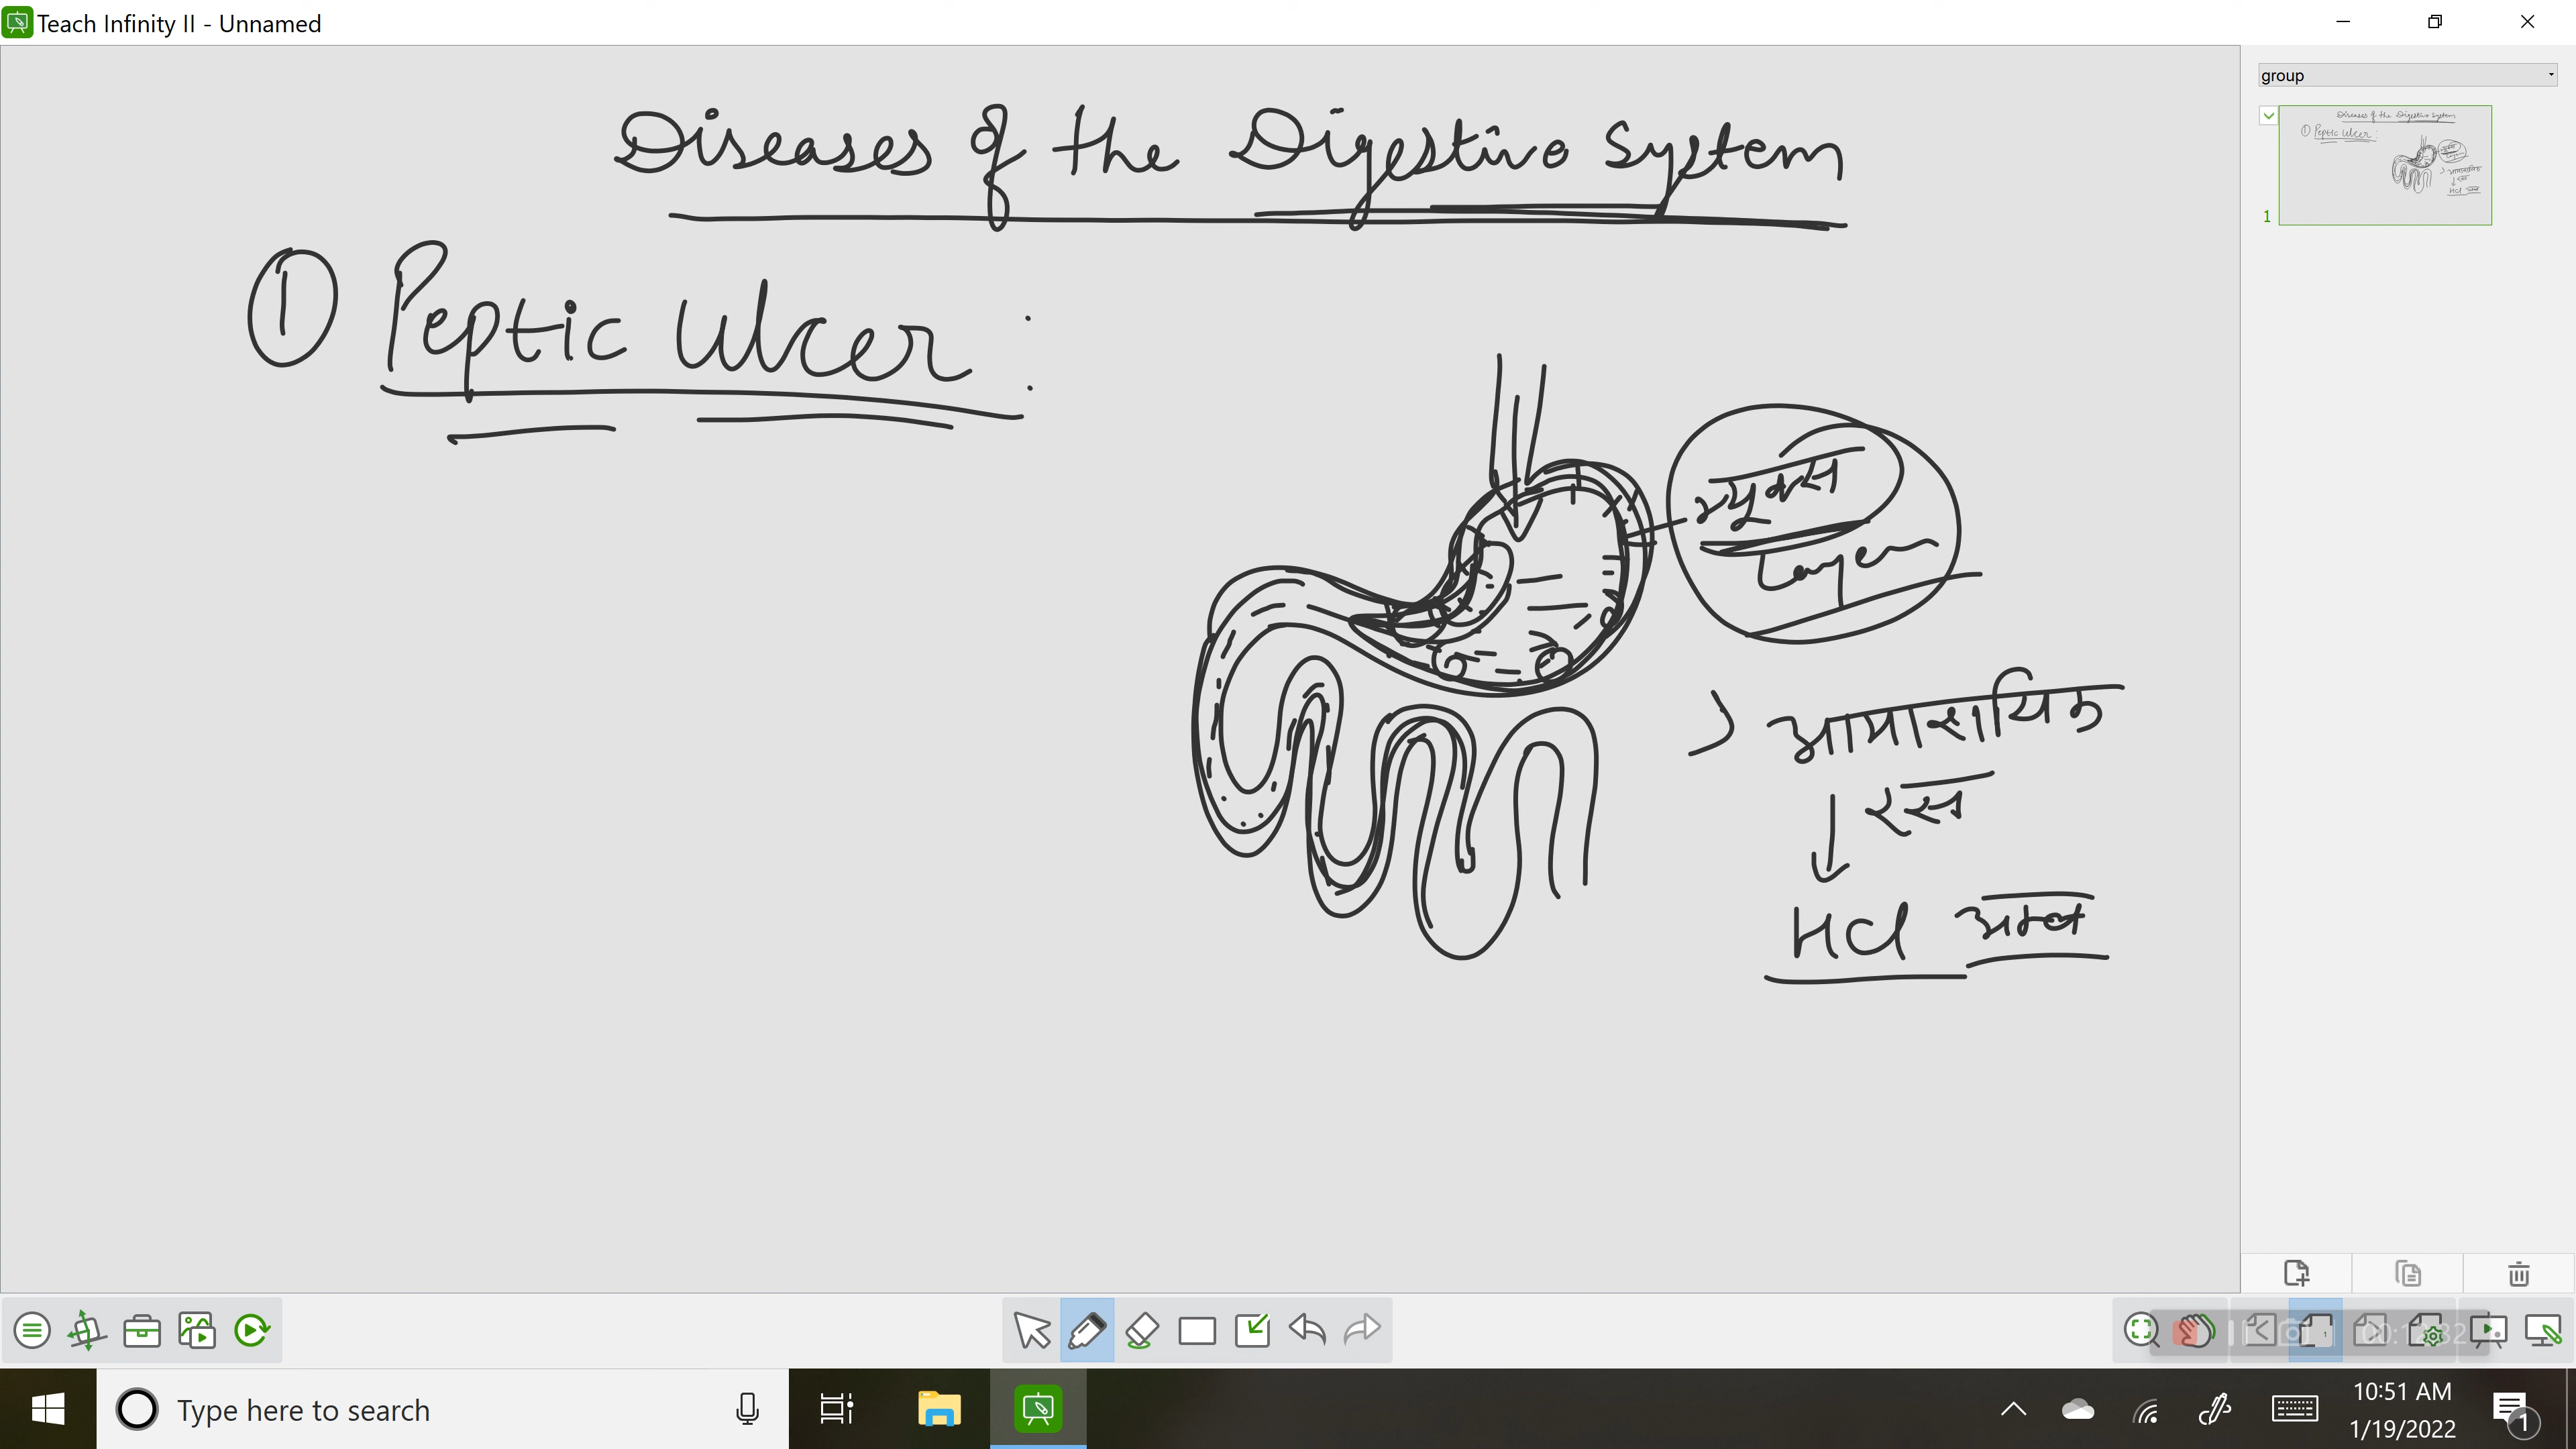 Teach Infinity II - Unnamed
group
Diseases of the Digestive System
① Peptic Ulcer :
म्युकस
Layer
आमाशयिक
रस
HCl अम्ल
1
Type here to search
10:51 AM
1/19/2022
1